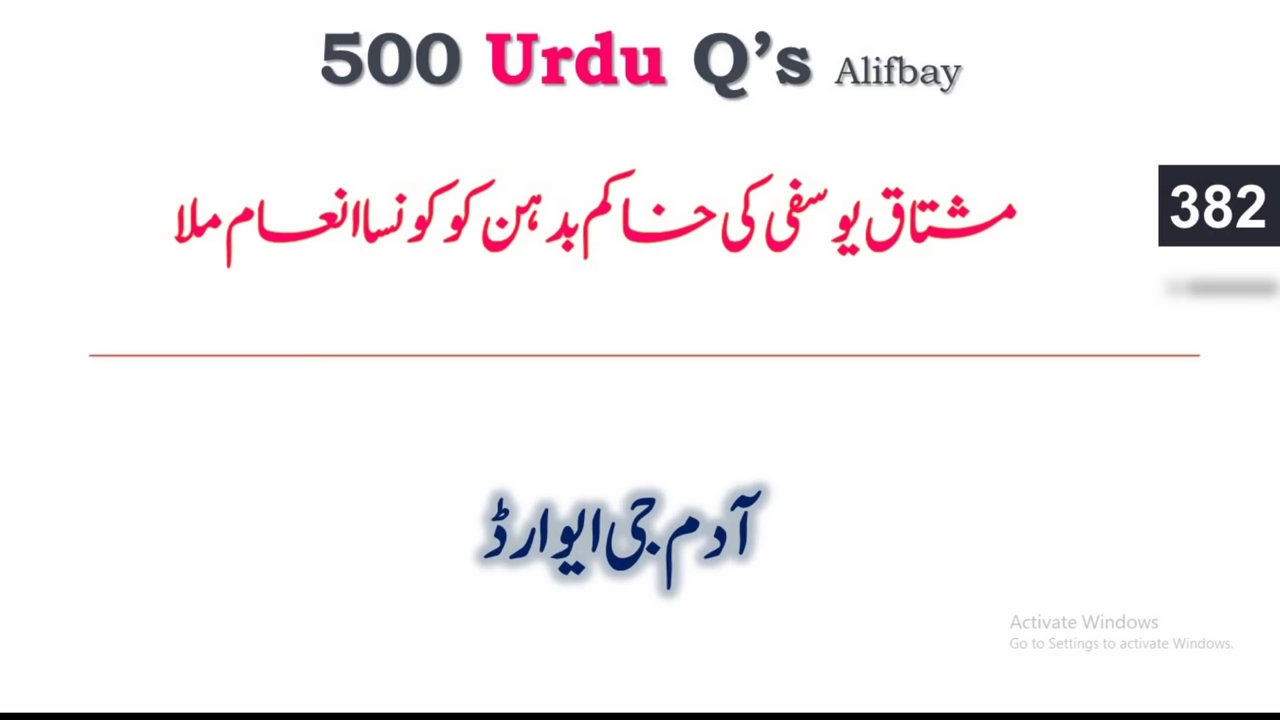 500 Urdu Q’s Alifbay
382
مشتاق یوسفی کی خاکم بدہن کو کونسا انعام ملا
آدم جی ایوارڈ
Activate Windows
Go to Settings to activate Windows.